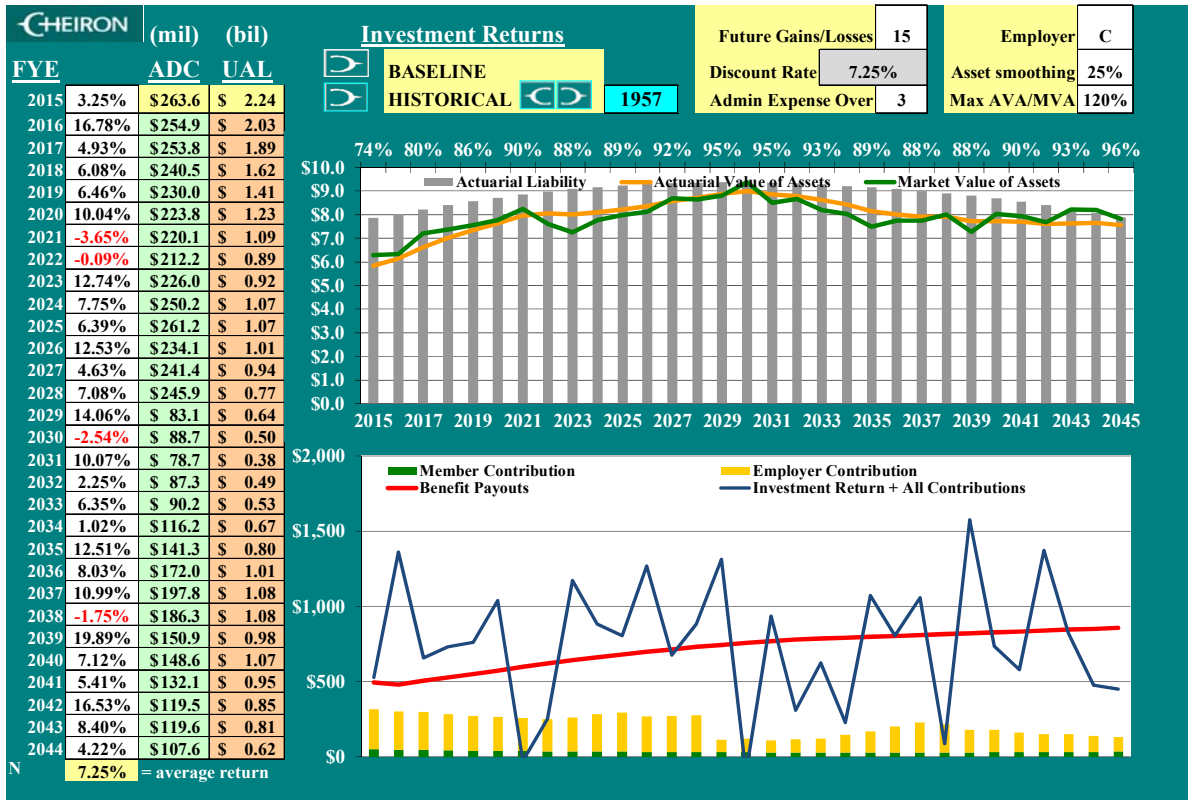 CHEIRON
(mil) (bil)
FYE ADC UAL
2015 3.25% $263.6 $ 2.24
2016 16.78% $254.9 $ 2.03
2017 4.93% $253.8 $ 1.89
2018 6.08% $240.5 $ 1.62
2019 6.46% $230.0 $ 1.41
2020 10.04% $223.8 $ 1.23
2021 -3.65% $220.1 $ 1.09
2022 -0.09% $212.2 $ 0.89
2023 12.74% $226.0 $ 0.92
2024 7.75% $250.2 $ 1.07
2025 6.39% $261.2 $ 1.07
2026 12.53% $234.1 $ 1.01
2027 4.63% $241.4 $ 0.94
2028 7.08% $245.9 $ 0.77
2029 14.06% $ 83.1 $ 0.64
2030 -2.54% $ 88.7 $ 0.50
2031 10.07% $ 78.7 $ 0.38
2032 2.25% $ 87.3 $ 0.49
2033 6.35% $ 90.2 $ 0.53
2034 1.02% $116.2 $ 0.67
2035 12.51% $141.3 $ 0.80
2036 8.03% $172.0 $ 1.01
2037 10.99% $197.8 $ 1.08
2038 -1.75% $186.3 $ 1.08
2039 19.89% $150.9 $ 0.98
2040 7.12% $148.6 $ 1.07
2041 5.41% $132.1 $ 0.95
2042 16.53% $119.5 $ 0.85
2043 8.40% $119.6 $ 0.81
2044 4.22% $107.6 $ 0.62
N 7.25% = average return
Investment Returns
BASELINE
HISTORICAL 1957
Future Gains/Losses 15
Discount Rate 7.25%
Admin Expense Over 3
Employer C
Asset smoothing 25%
Max AVA/MVA 120%
74% 80% 86% 90% 88% 89% 92% 95% 95% 93% 89% 88% 88% 90% 93% 96%
Actuarial Liability Actuarial Value of Assets Market Value of Assets
$10.0
$9.0
$8.0
$7.0
$6.0
$5.0
$4.0
$3.0
$2.0
$1.0
$0.0
2015 2017 2019 2021 2023 2025 2027 2029 2031 2033 2035 2037 2039 2041 2043 2045
Member Contribution Employer Contribution
Benefit Payouts Investment Return + All Contributions
$2,000
$1,500
$1,000
$500
$0